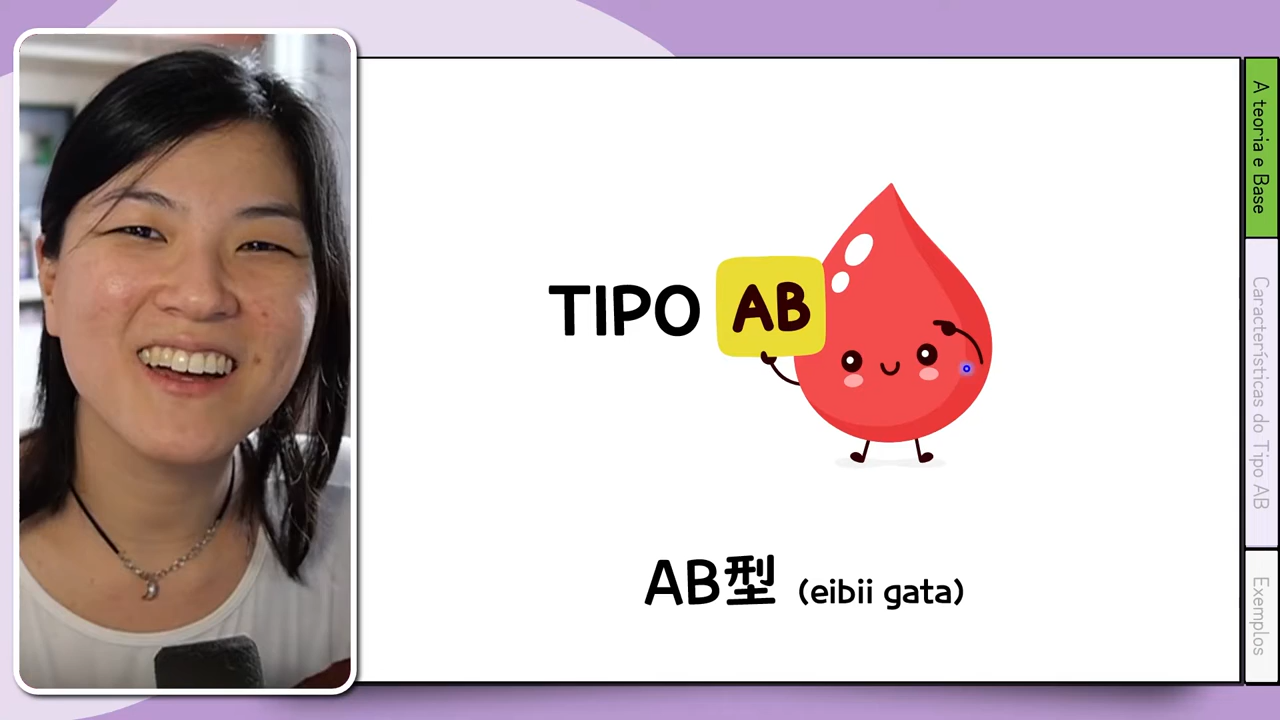 TIPO AB
AB型 (eibii gata)
A teoria e Base
Características do Tipo AB
Exemplos